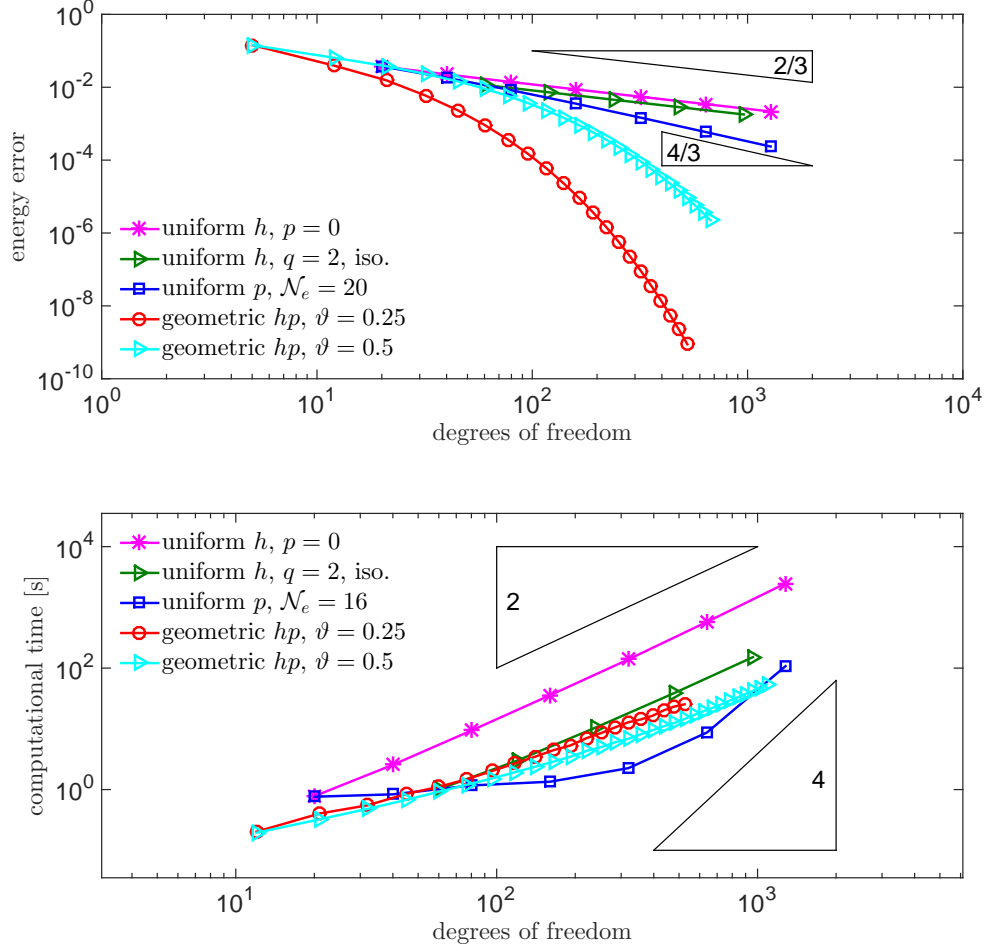 10^2
10^0
2/3
10^-2
10^-4
4/3
energy error
10^-6
uniform h, p = 0
uniform h, q = 2, iso.
uniform p, 𝒩_e = 20
10^-8
geometric hp, ϑ = 0.25
geometric hp, ϑ = 0.5
10^-10
10^0 10^1 10^2 10^3 10^4
degrees of freedom
10^4
uniform h, p = 0
uniform h, q = 2, iso.
uniform p, 𝒩_e = 16
2
geometric hp, ϑ = 0.25
geometric hp, ϑ = 0.5
10^2
computational time [s]
4
10^0
10^1 10^2 10^3
degrees of freedom